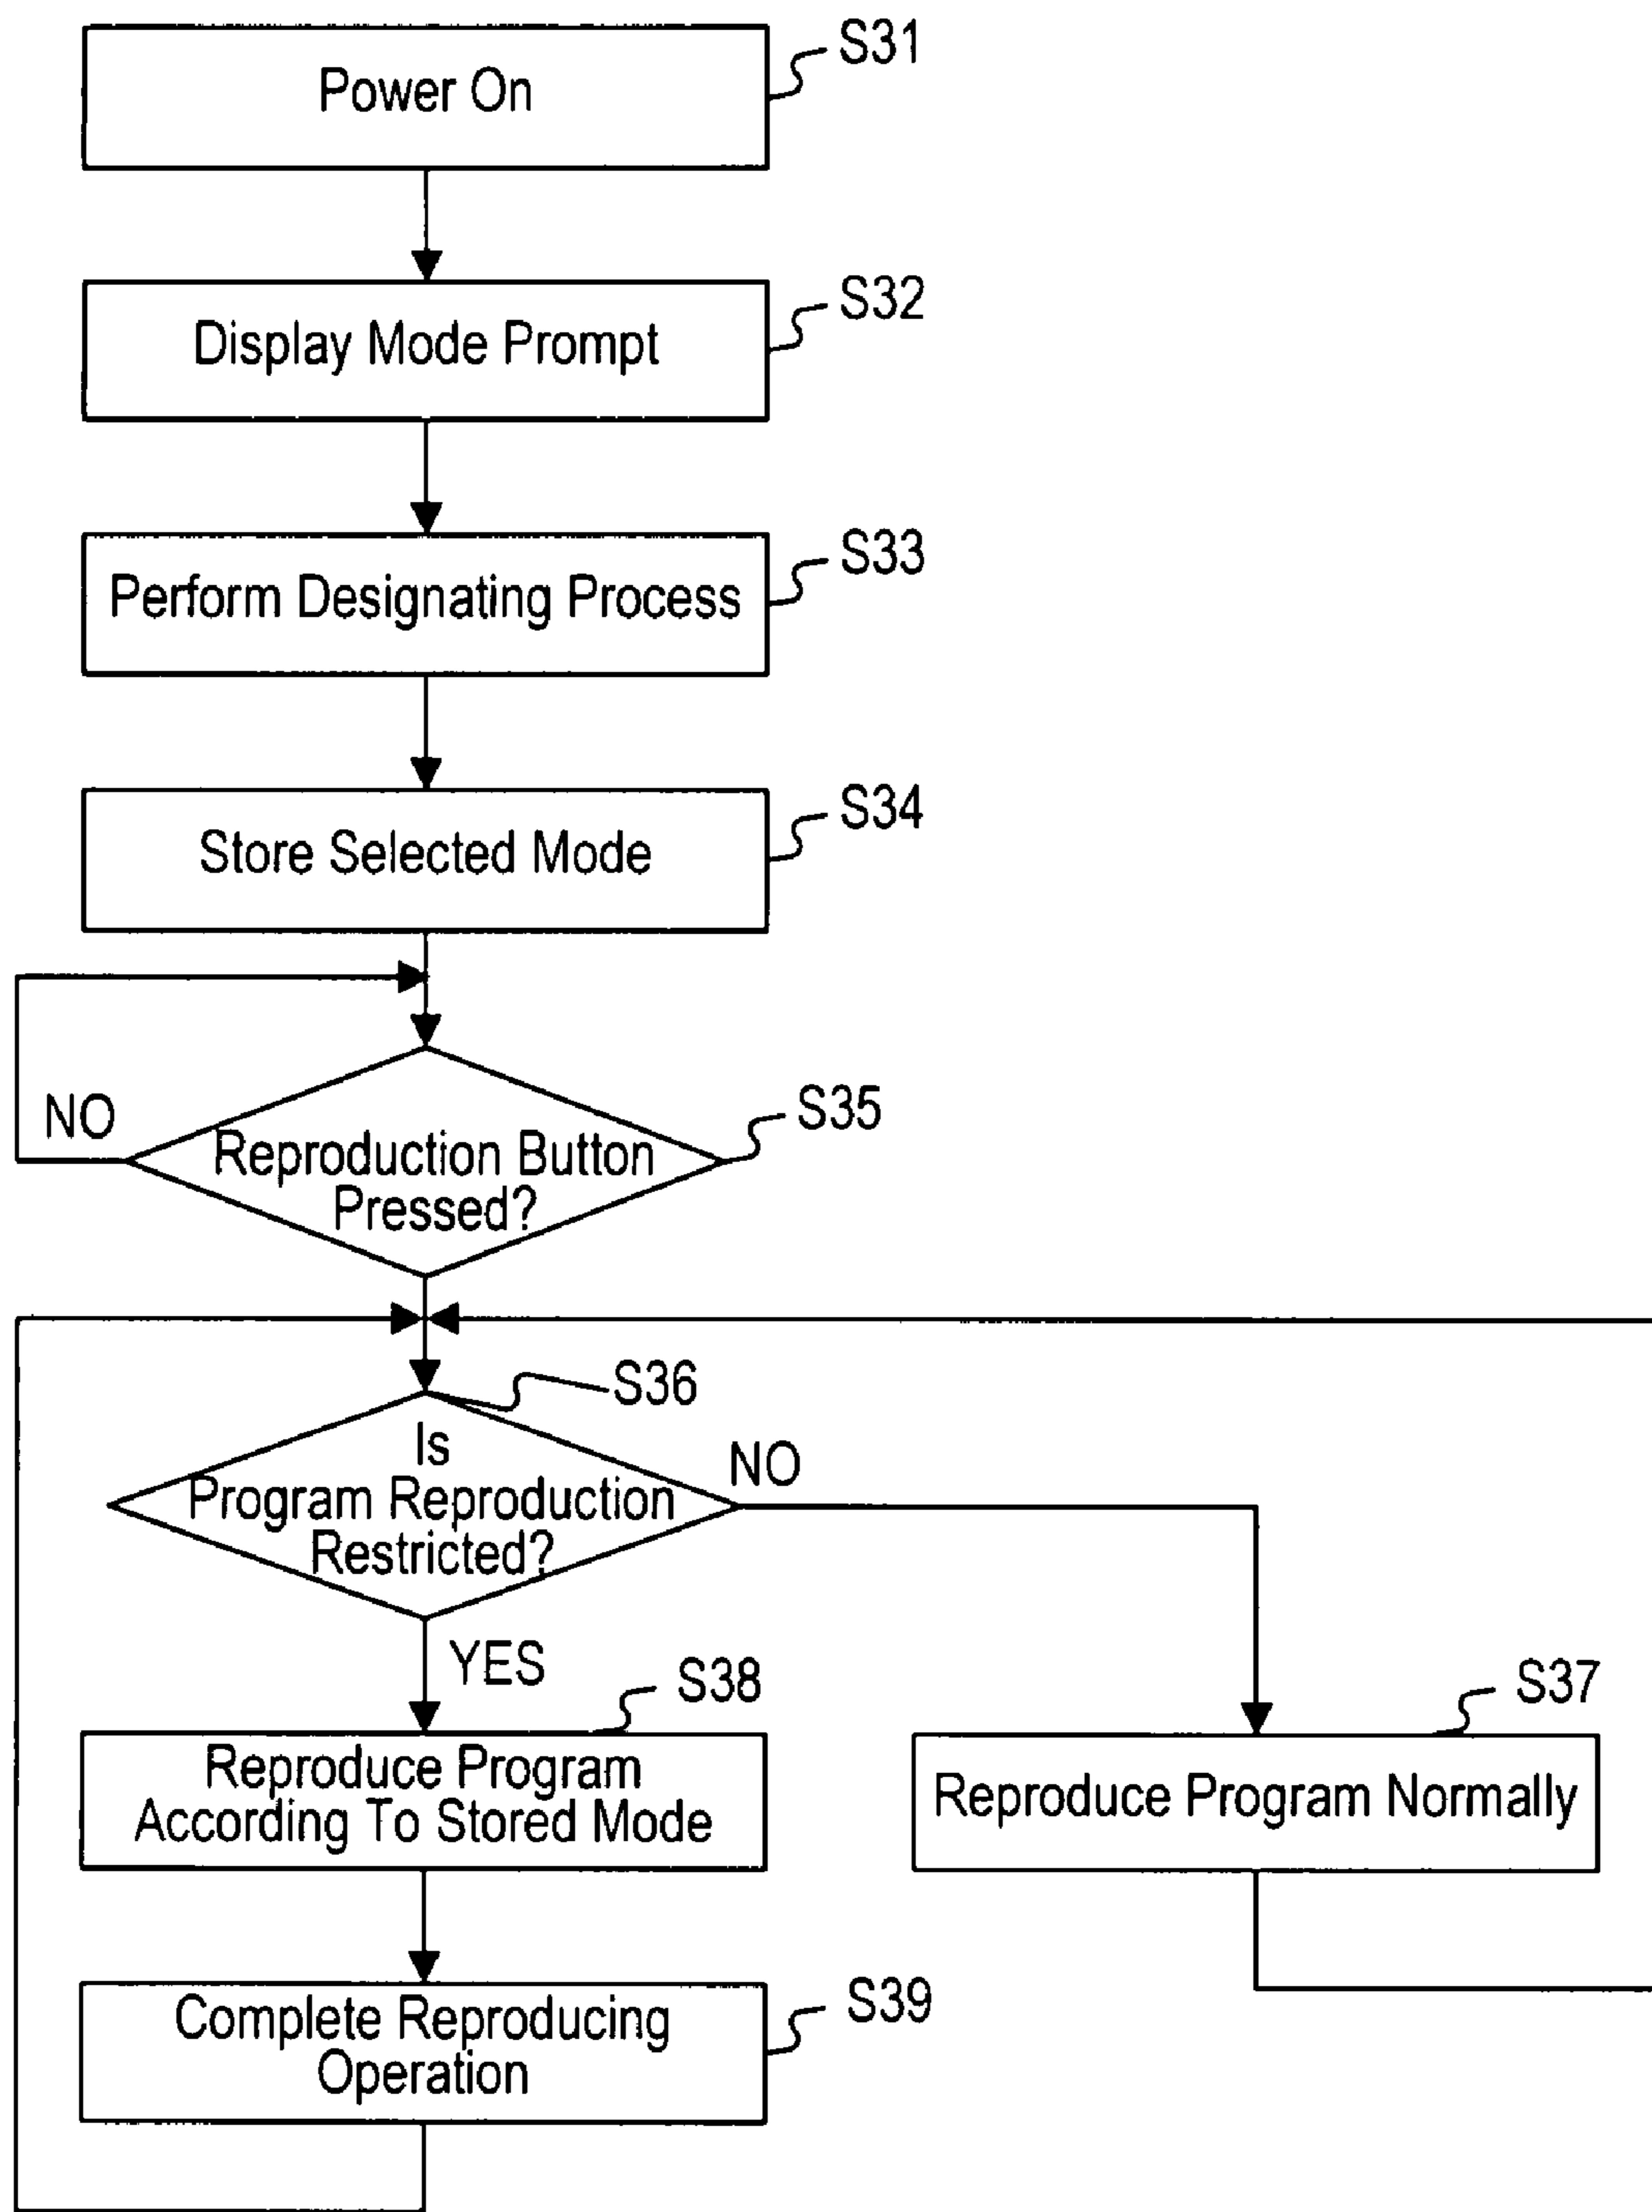 Power On
S31
Display Mode Prompt
S32
Perform Designating Process
S33
Store Selected Mode
S34
NO
Reproduction Button
Pressed?
S35
S36
Is
Program Reproduction
Restricted?
NO
YES
S38
Reproduce Program
According To Stored Mode
S37
Reproduce Program Normally
Complete Reproducing
Operation
S39